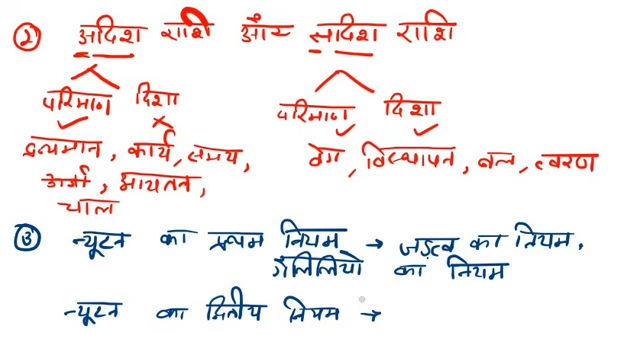 ② अदिश राशि और सदिश राशि
परिमाण दिशा परिमाण दिशा
द्रव्यमान, कार्य, समय, वेग, विस्थापन, बल, त्वरण
ऊर्जा, आयतन,
चाल
③ न्यूटन का प्रथम नियम → जड़त्व का नियम,
गैलिलियो का नियम
न्यूटन का द्वितीय नियम →